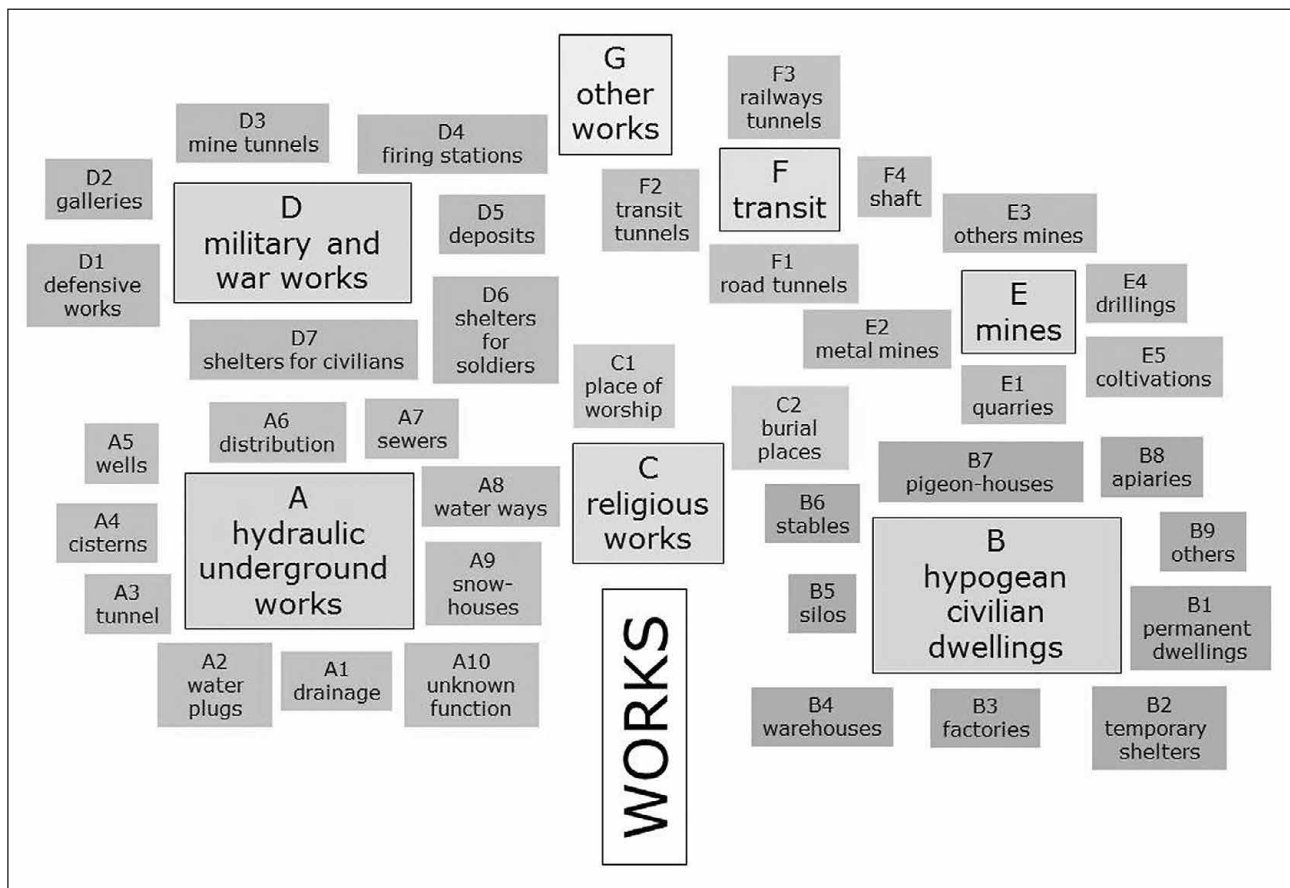 G
other
works
F3
railways
tunnels
D3
mine tunnels
D4
firing stations
D2
galleries
D
military and
war works
D5
deposits
F2
transit
tunnels
F
transit
F4
shaft
E3
others mines
D1
defensive
works
F1
road tunnels
E
mines
E4
drillings
D6
shelters
for
soldiers
E2
metal mines
D7
shelters for civilians
C1
place of
worship
E5
coltivations
E1
quarries
C2
burial
places
A6
distribution
A7
sewers
A5
wells
B7
pigeon-houses
B8
apiaries
A
hydraulic
underground
works
A8
water ways
C
religious
works
B6
stables
A4
cisterns
B
hypogean
civilian
dwellings
B9
others
A9
snow-
houses
A3
tunnel
B5
silos
B1
permanent
dwellings
WORKS
A2
water
plugs
A1
drainage
A10
unknown
function
B4
warehouses
B3
factories
B2
temporary
shelters